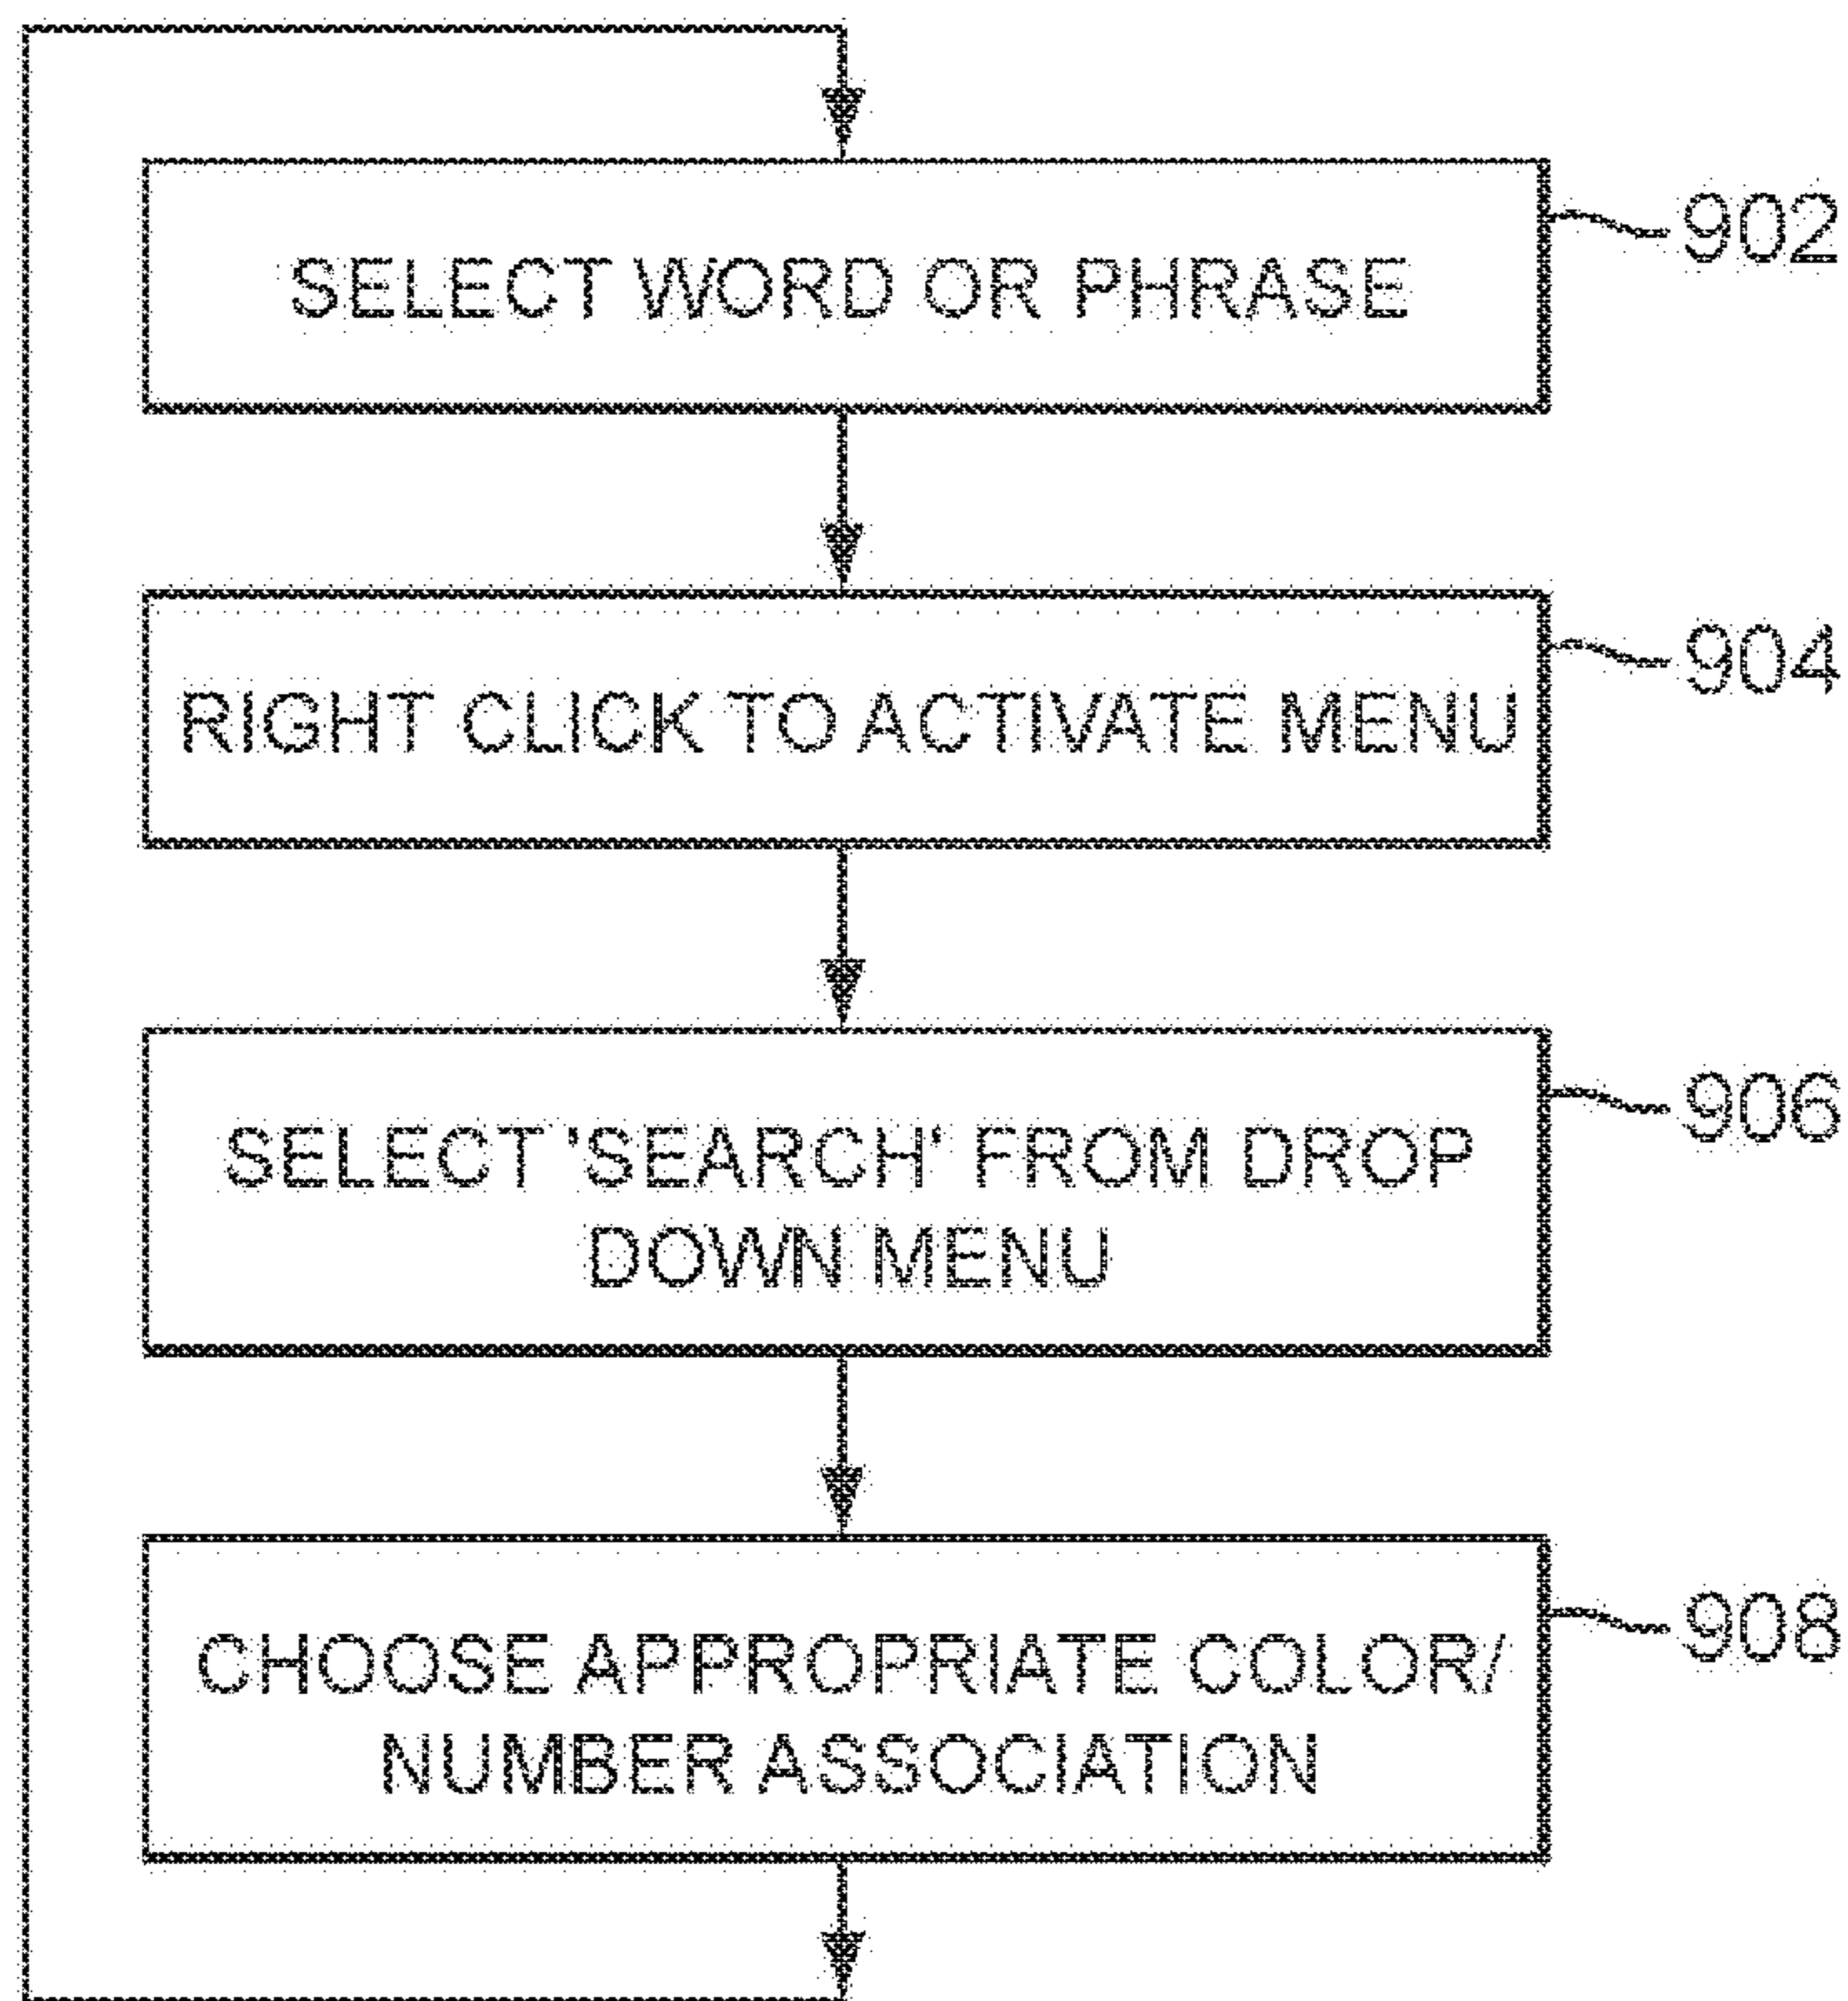 SELECT WORD OR PHRASE
902
RIGHT CLICK TO ACTIVATE MENU
904
SELECT 'SEARCH' FROM DROP
DOWN MENU
906
CHOOSE APPROPRIATE COLOR/
NUMBER ASSOCIATION
908